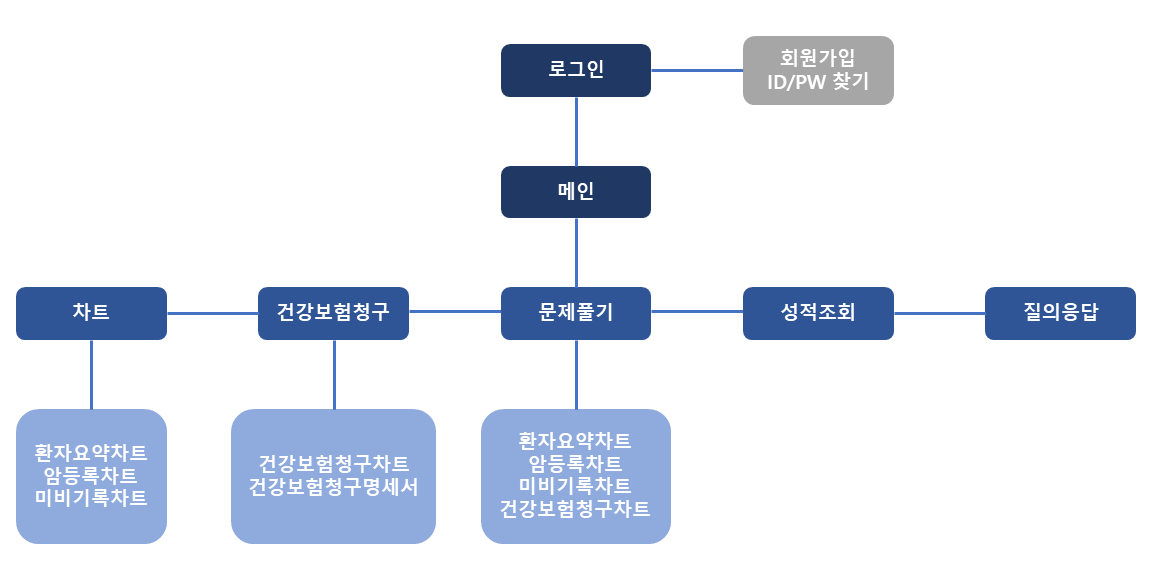 로그인
회원가입
ID/PW 찾기
메인
차트
건강보험청구
문제풀기
성적조회
질의응답
환자요약차트
암등록차트
미비기록차트
건강보험청구차트
건강보험청구명세서
환자요약차트
암등록차트
미비기록차트
건강보험청구차트